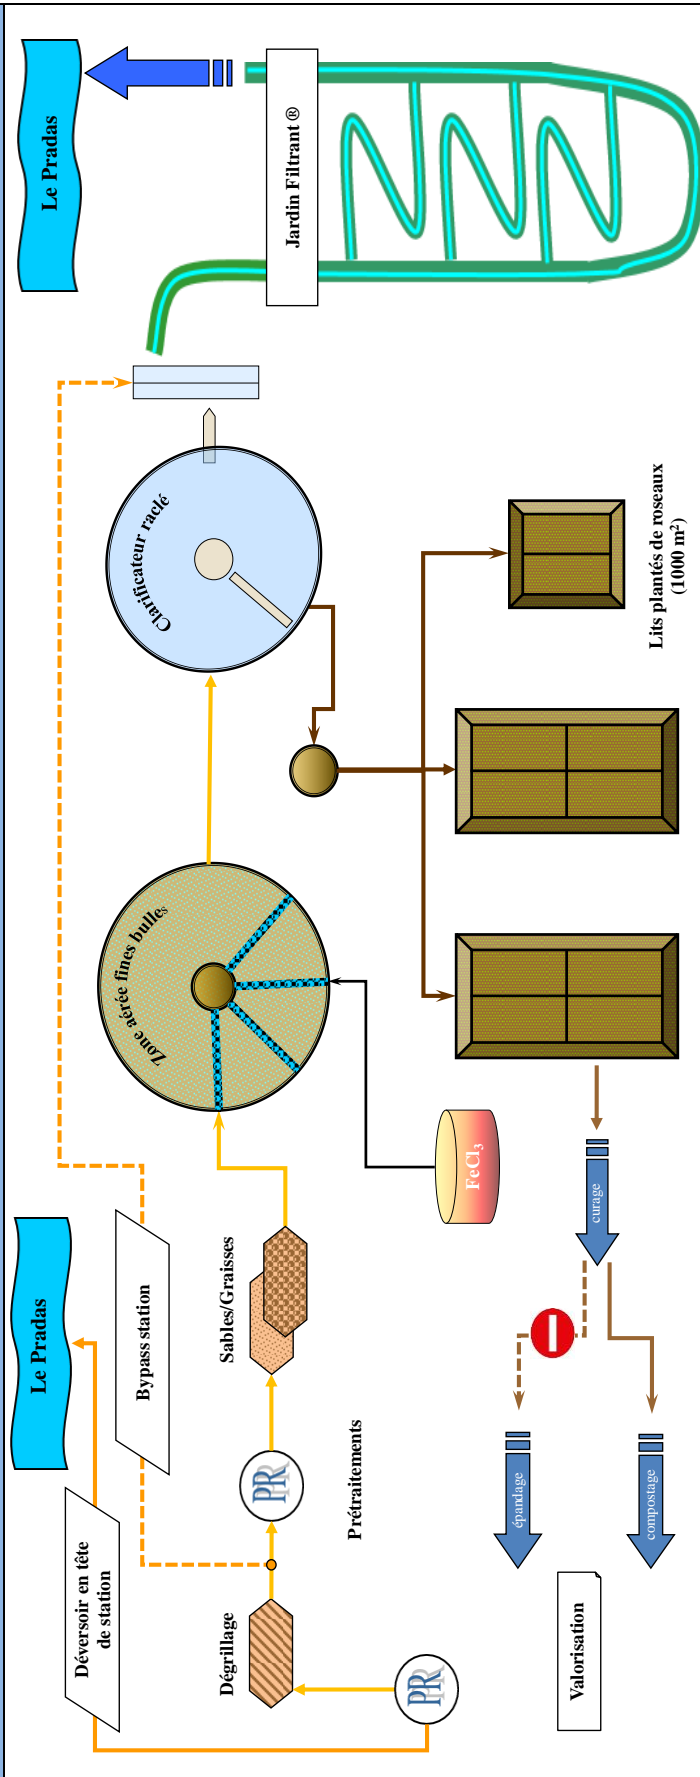 Le Pradas
Déversoir en tête
de station
Bypass station
Dégrillage
PR
PR
Sables/Graisses
Prétraitements
Zone aérée fines bulles
FeCl₃
Clarificateur raclé
Le Pradas
Jardin Filtrant ®
Lits plantés de roseaux
(1000 m²)
curage
épandage
compostage
Valorisation